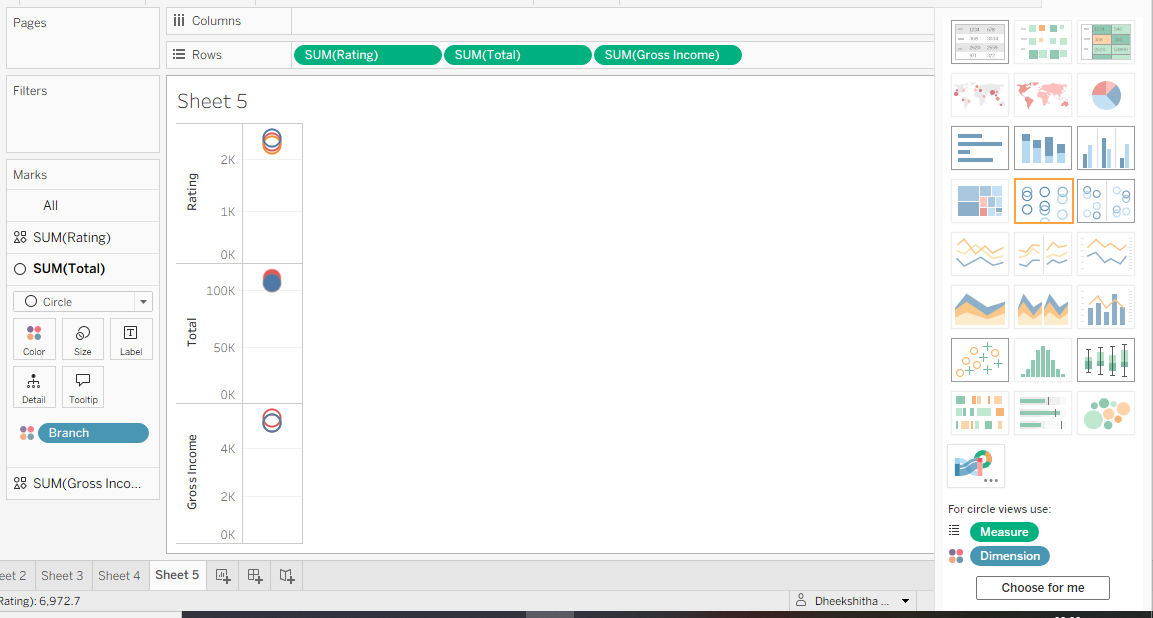 Pages
Columns
Rows
SUM(Rating)
SUM(Total)
SUM(Gross Income)
Filters
Sheet 5
Marks
All
SUM(Rating)
SUM(Total)
Circle
Color
Size
Label
Detail
Tooltip
Branch
SUM(Gross Inco...
Rating
2K
1K
0K
Total
100K
50K
0K
Gross Income
4K
2K
0K
For circle views use:
Measure
Dimension
Choose for me
eet 2
Sheet 3
Sheet 4
Sheet 5
Rating): 6,972.7
Dheekshitha ...